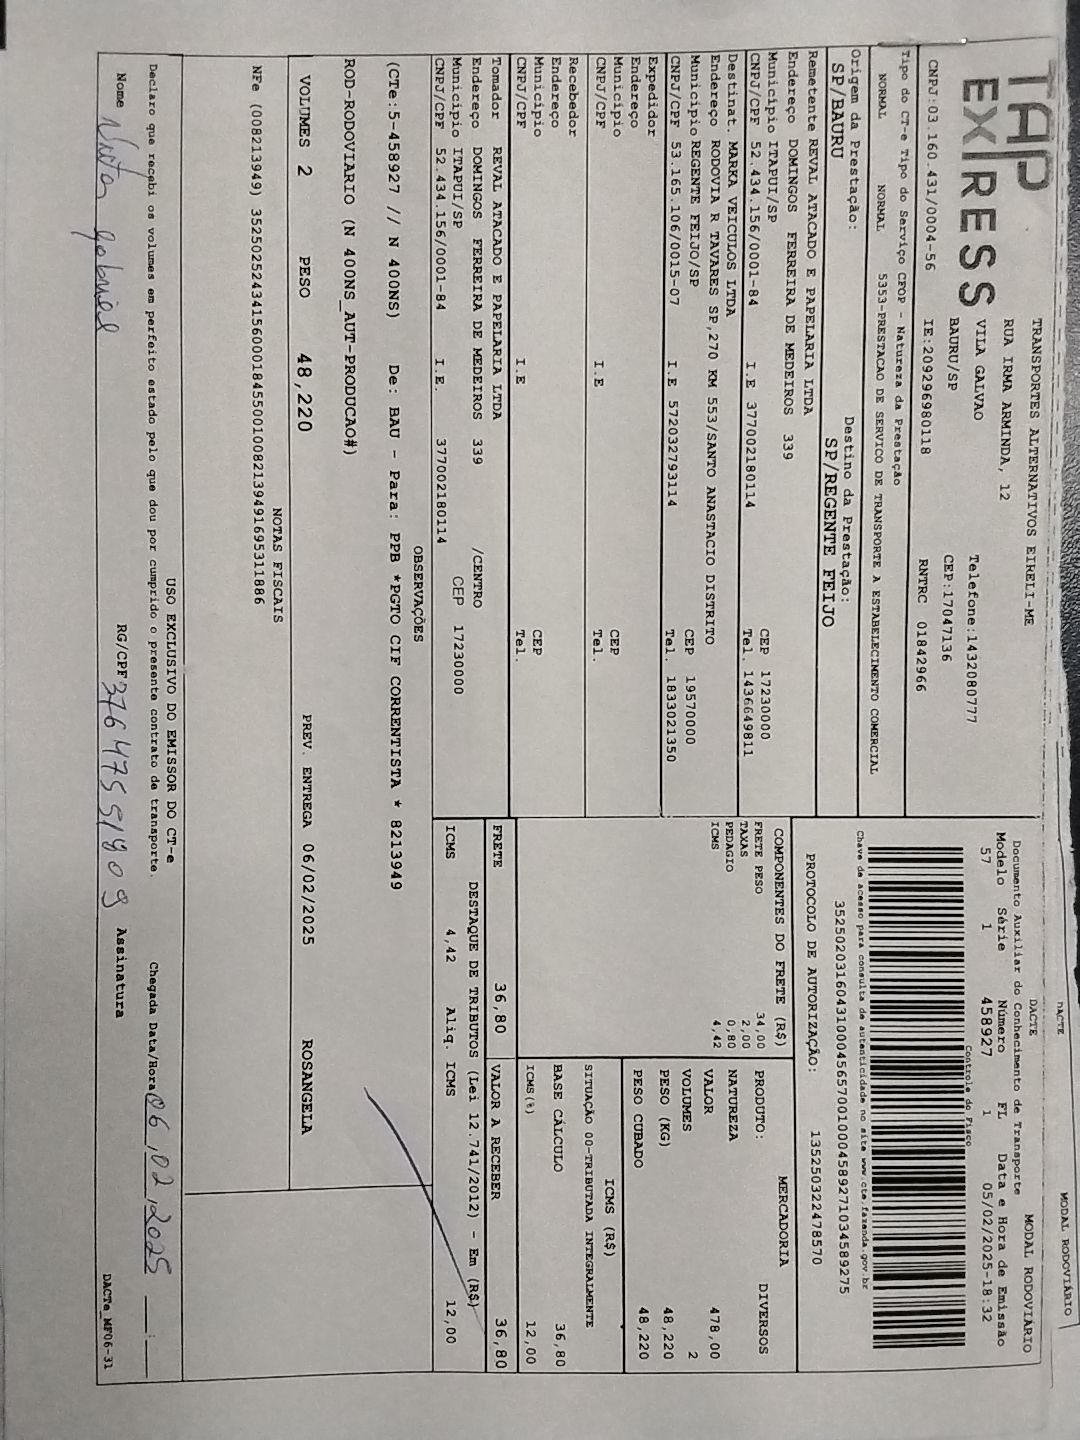 DACTE
MODAL RODOVIÁRIO
TAP
EXPRESS
TRANSPORTES ALTERNATIVOS EIRELI-ME
RUA IRMA ARMINDA, 12
VILA GALVAO
BAURU/SP
Telefone:1432080777
CEP:17047136
CNPJ:03.160.431/0004-56 IE:209296980118 RNTRC 01842966
Tipo do CT-e Tipo do Serviço CFOP - Natureza da Prestação
NORMAL NORMAL 5353-PRESTACAO DE SERVICO DE TRANSPORTE A ESTABELECIMENTO COMERCIAL
Origem da Prestação: Destino da Prestação:
SP/BAURU SP/REGENTE FEIJO
DACTE MODAL RODOVIÁRIO
Documento Auxiliar do Conhecimento de Transporte
Modelo Série Número FL Data e Hora de Emissão
57 1 458927 1 05/02/2025-18:32
Controle do Fisco
Chave de acesso para consulta de autenticidade no site www.cte.fazenda.gov.br
35250203160431000456570010004589271034589275
PROTOCOLO DE AUTORIZAÇÃO: 135250322478570
Remetente REVAL ATACADO E PAPELARIA LTDA
Endereço DOMINGOS FERREIRA DE MEDEIROS 339
Município ITAPUI/SP CEP 17230000
CNPJ/CPF 52.434.156/0001-84 I.E 377002180114 Tel. 1436649811
Destinat. MARKA VEICULOS LTDA
Endereço RODOVIA R TAVARES SP,270 KM 553/SANTO ANASTACIO DISTRITO
Município REGENTE FEIJO/SP CEP 19570000
CNPJ/CPF 53.165.106/0015-07 I.E 572032793114 Tel. 1833021350
Expedidor
Endereço
Município CEP
CNPJ/CPF I.E Tel.
Recebedor
Endereço
Município CEP
CNPJ/CPF I.E Tel.
Tomador REVAL ATACADO E PAPELARIA LTDA
Endereço DOMINGOS FERREIRA DE MEDEIROS 339 /CENTRO
Município ITAPUI/SP CEP 17230000
CNPJ/CPF 52.434.156/0001-84 I.E. 377002180114
COMPONENTES DO FRETE (R$)
FRETE PESO 34,00
TAXAS 2,00
PEDAGIO 0,80
ICMS 4,42
MERCADORIA
PRODUTO: DIVERSOS
NATUREZA
VALOR 478,00
VOLUMES 2
PESO (KG) 48,220
PESO CUBADO 48,220
ICMS (R$)
SITUAÇÃO 00-TRIBUTADA INTEGRALMENTE
BASE CÁLCULO 36,80
ICMS(%) 12,00
FRETE 36,80 VALOR A RECEBER 36,80
DESTAQUE DE TRIBUTOS (Lei 12.741/2012) - Em (R$)
ICMS 4,42 Aliq. ICMS 12,00
OBSERVAÇÕES
(CTe:5-458927 // N 400NS) De: BAU - Para: PPB *PGTO CIF CORRENTISTA * 8213949
ROD-RODOVIARIO (N 400NS_AUT-PRODUCAO#)
VOLUMES 2 PESO 48,220 PREV. ENTREGA 06/02/2025 ROSANGELA
NOTAS FISCAIS
NFe (008213949) 35250252434156000184550010082139491695311886
USO EXCLUSIVO DO EMISSOR DO CT-e
Declaro que recebi os volumes em perfeito estado pelo que dou por cumprido o presente contrato de transporte. Chegada Data/Hora 06/02/2025 __:__
Nome Vitor Gabriel RG/CPF 37647551809 Assinatura
DACTe_MF06-31